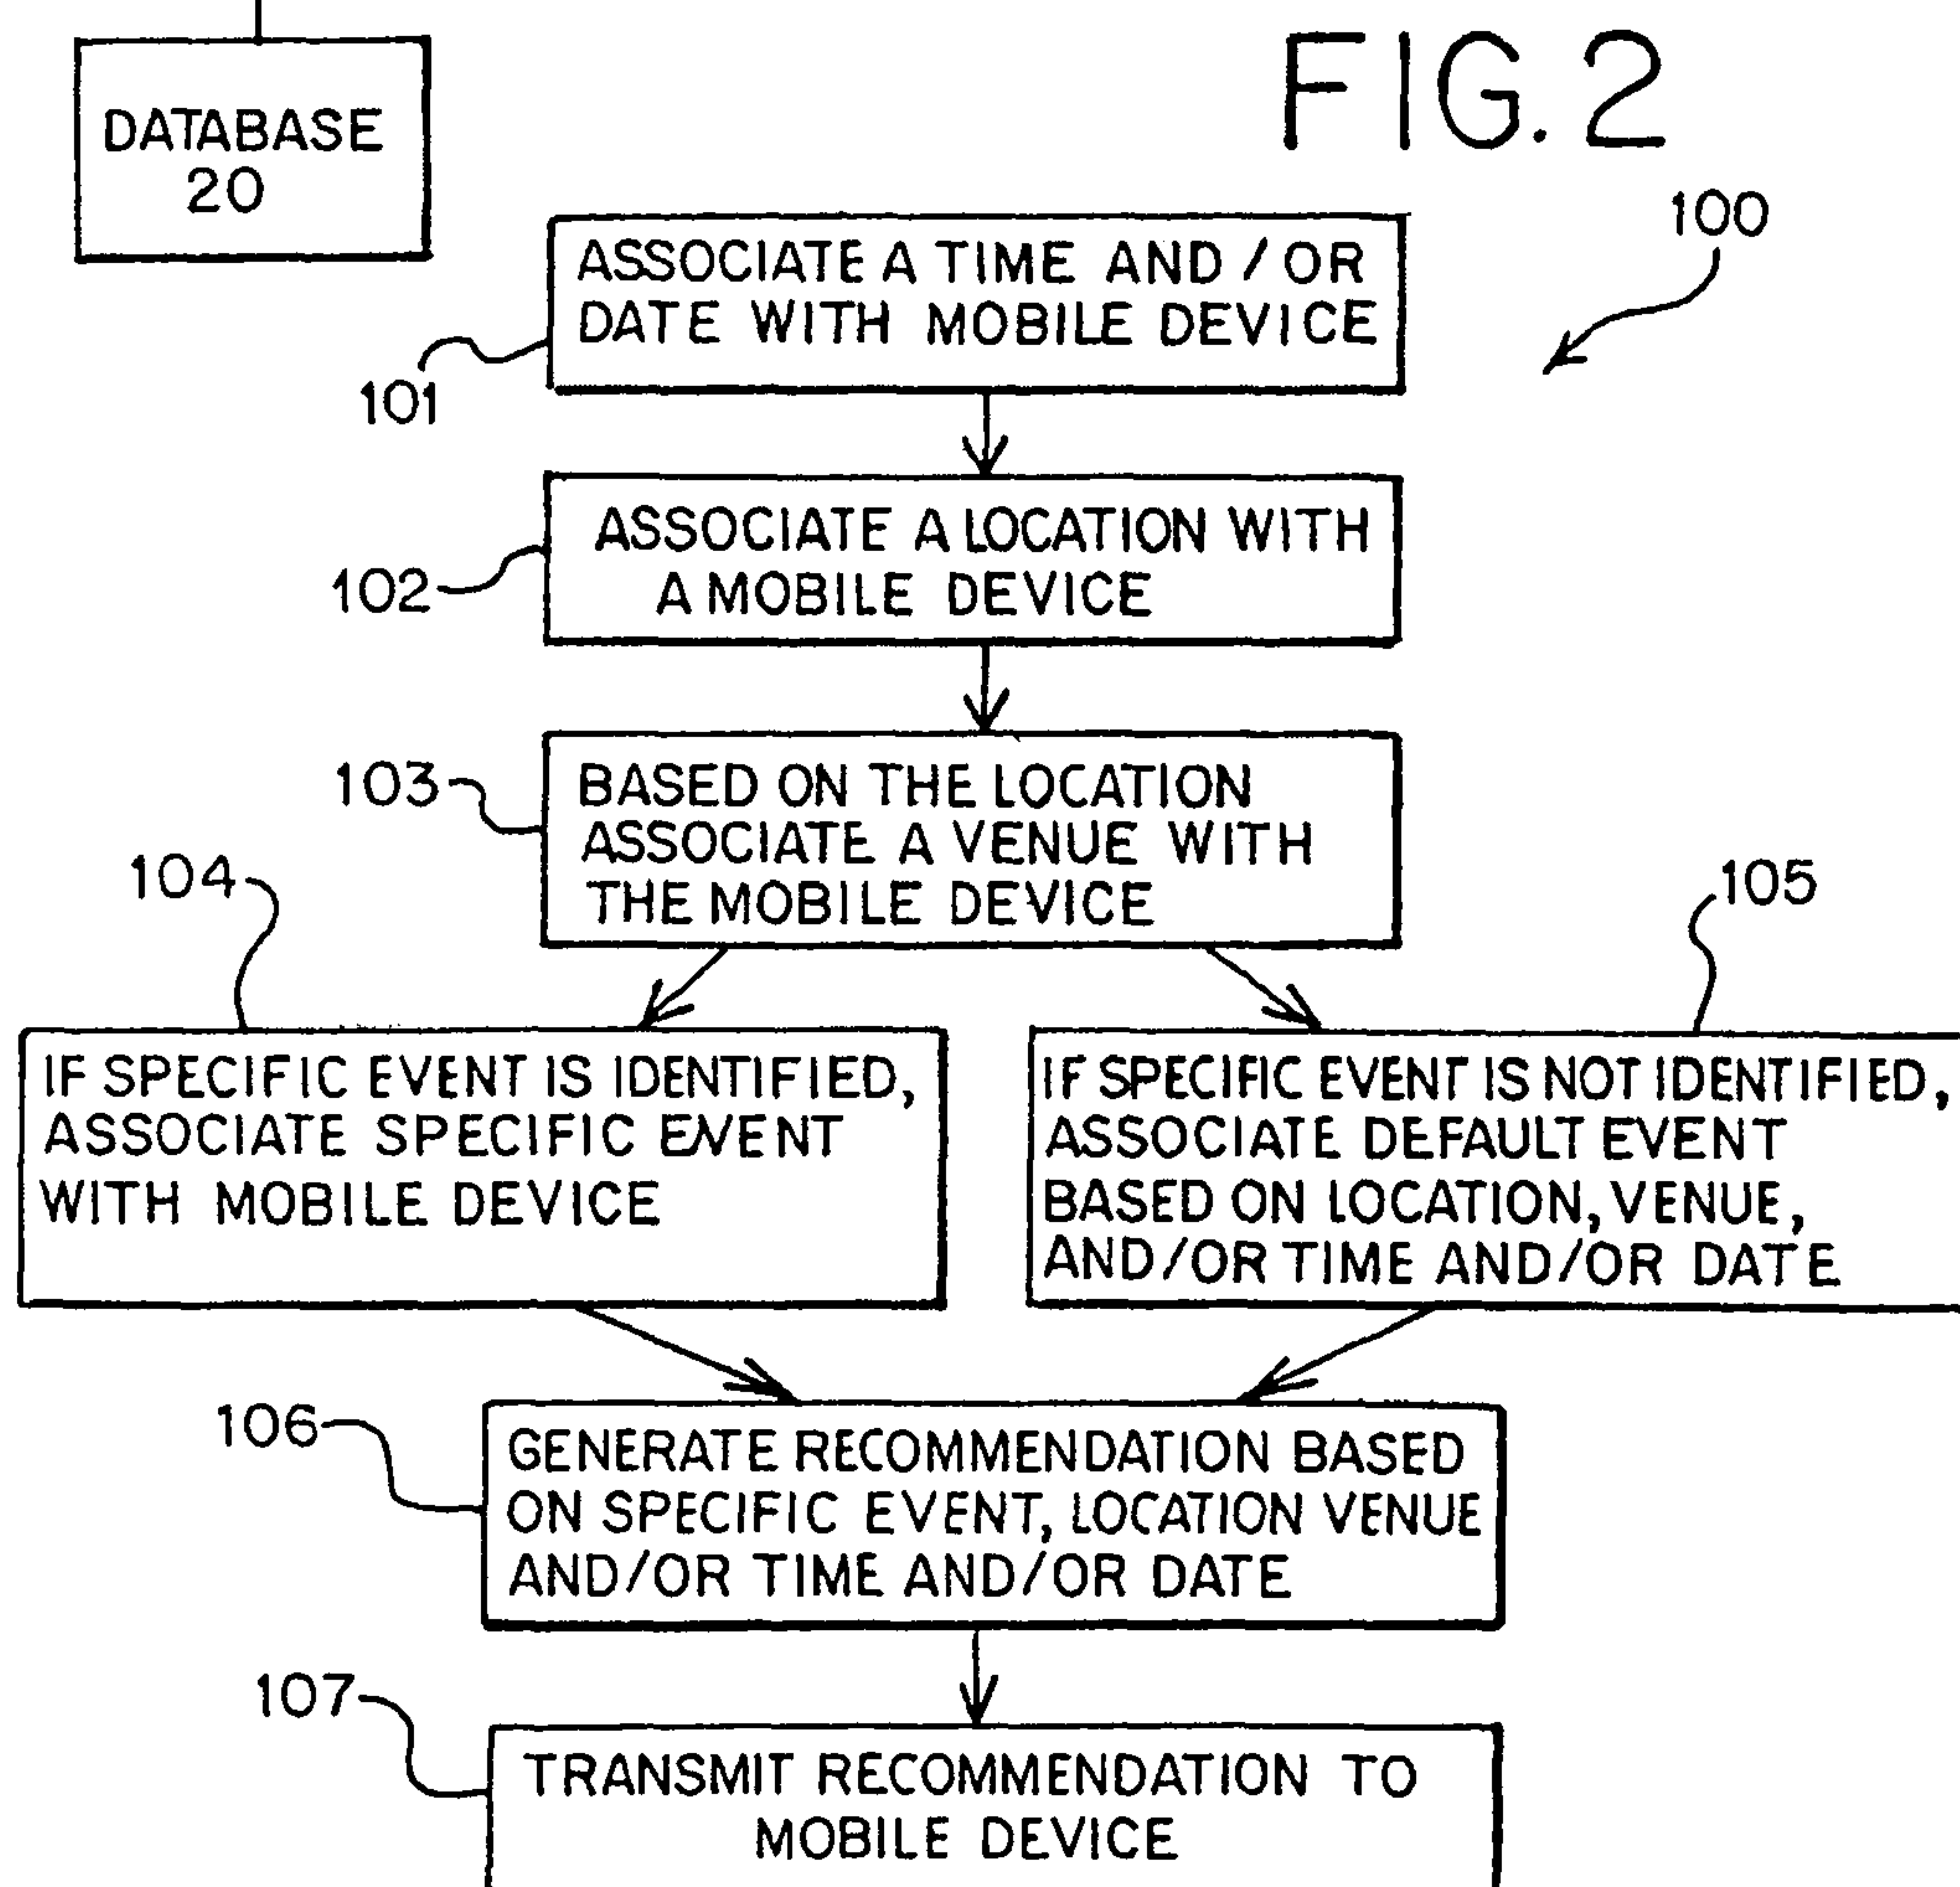 DATABASE
20
FIG. 2
100
ASSOCIATE A TIME AND / OR
DATE WITH MOBILE DEVICE
101
ASSOCIATE A LOCATION WITH
A MOBILE DEVICE
102
103
BASED ON THE LOCATION
ASSOCIATE A VENUE WITH
THE MOBILE DEVICE
104
105
IF SPECIFIC EVENT IS IDENTIFIED,
ASSOCIATE SPECIFIC EVENT
WITH MOBILE DEVICE
IF SPECIFIC EVENT IS NOT IDENTIFIED,
ASSOCIATE DEFAULT EVENT
BASED ON LOCATION, VENUE,
AND/OR TIME AND/OR DATE
106
GENERATE RECOMMENDATION BASED
ON SPECIFIC EVENT, LOCATION VENUE
AND/OR TIME AND/OR DATE
107
TRANSMIT RECOMMENDATION TO
MOBILE DEVICE